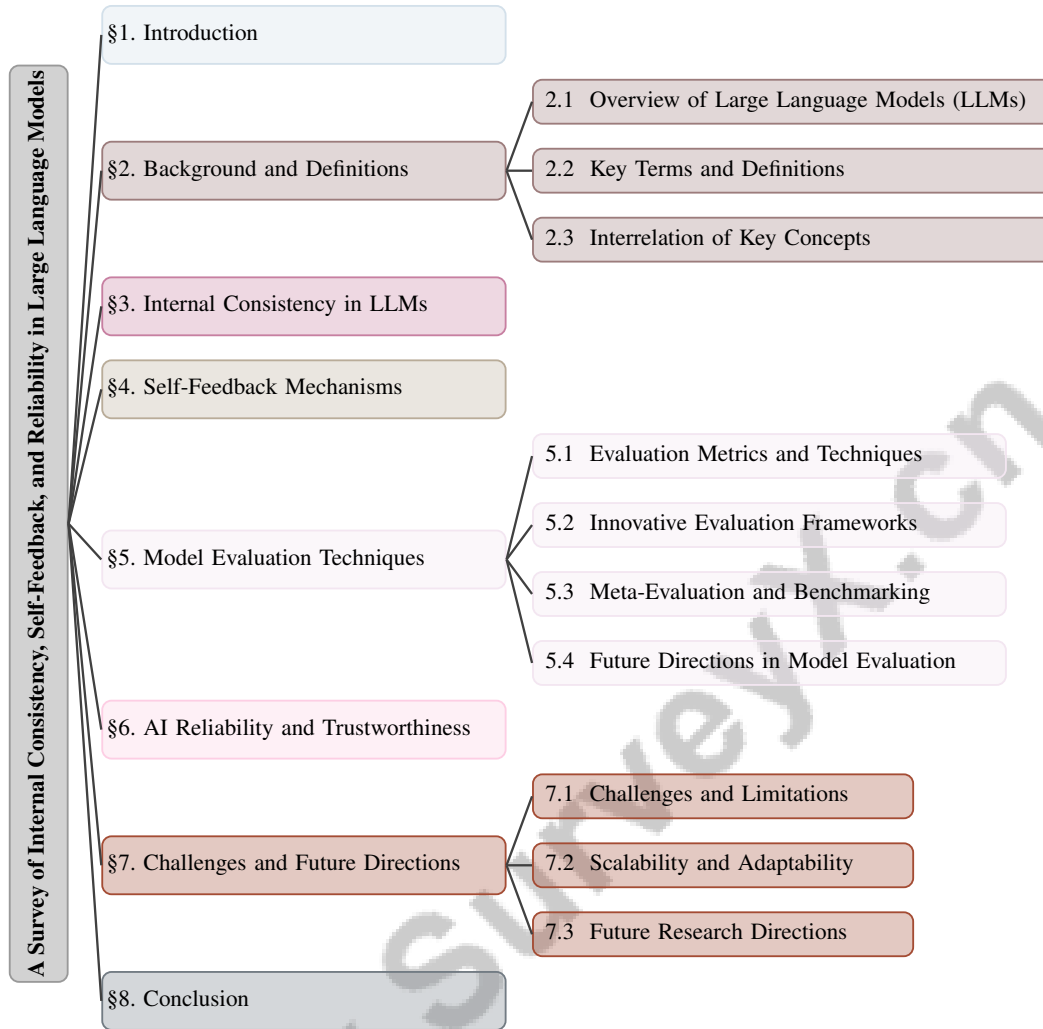 A Survey of Internal Consistency, Self-Feedback, and Reliability in Large Language Models
§1. Introduction
§2. Background and Definitions
2.1 Overview of Large Language Models (LLMs)
2.2 Key Terms and Definitions
2.3 Interrelation of Key Concepts
§3. Internal Consistency in LLMs
§4. Self-Feedback Mechanisms
§5. Model Evaluation Techniques
5.1 Evaluation Metrics and Techniques
5.2 Innovative Evaluation Frameworks
5.3 Meta-Evaluation and Benchmarking
5.4 Future Directions in Model Evaluation
§6. AI Reliability and Trustworthiness
§7. Challenges and Future Directions
7.1 Challenges and Limitations
7.2 Scalability and Adaptability
7.3 Future Research Directions
§8. Conclusion
SurveyX.cn